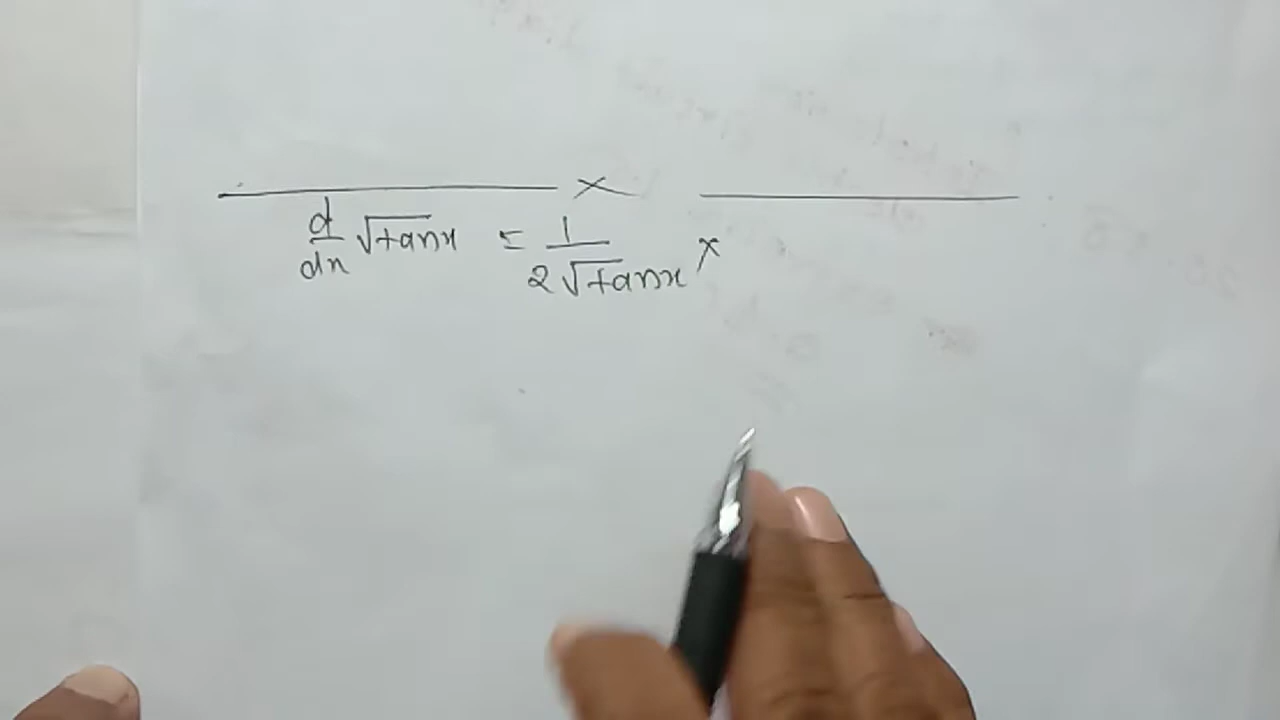 ×
d/dx √tanx = 1/2√tanx ×